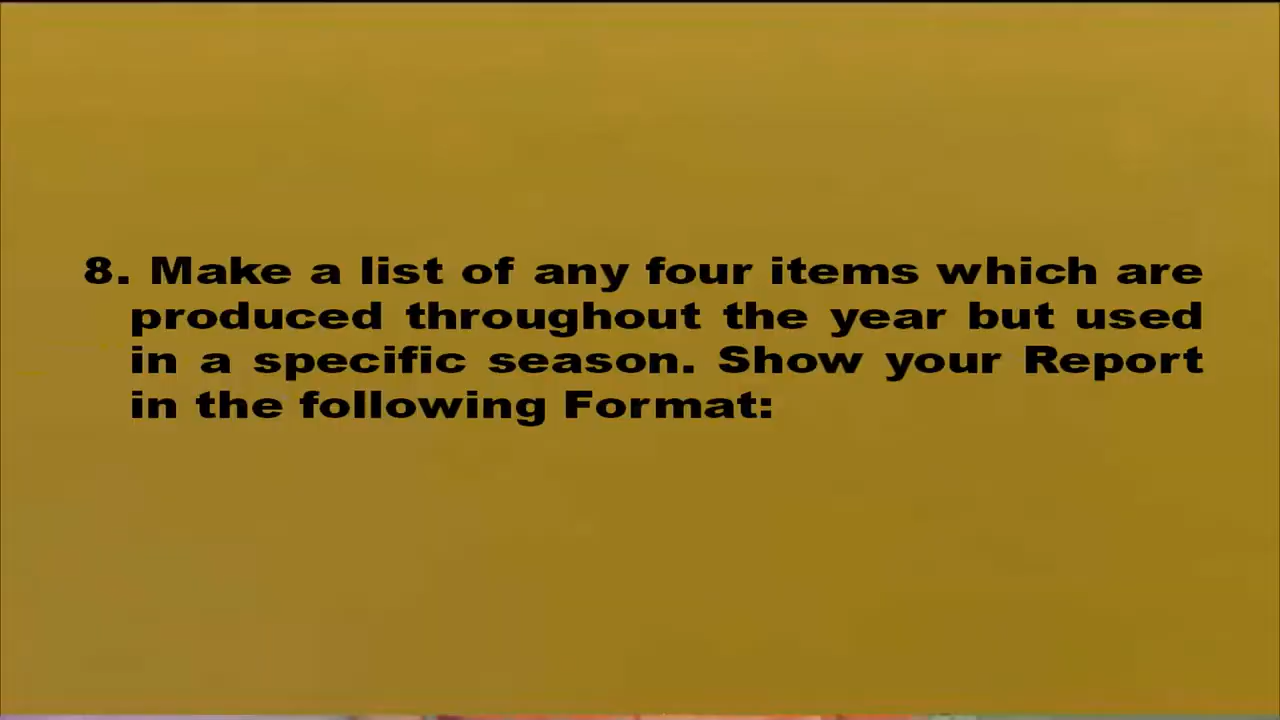 8. Make a list of any four items which are
produced throughout the year but used
in a specific season. Show your Report
in the following Format: